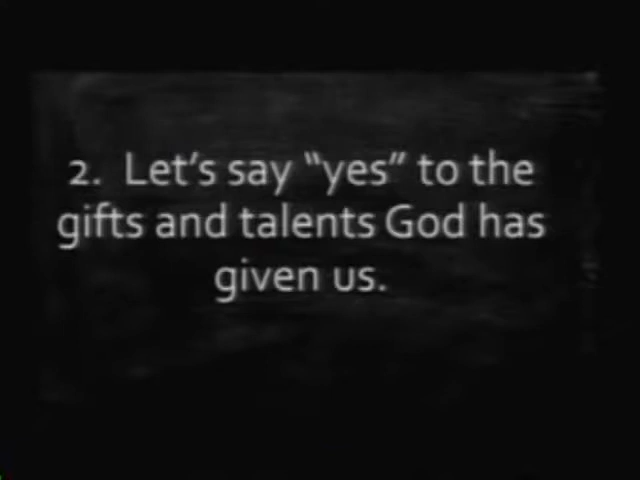 2. Let's say “yes” to the
gifts and talents God has
given us.